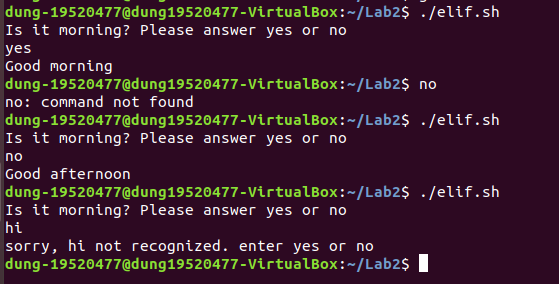 dung-19520477@dung19520477-VirtualBox:~/Lab2$ ./elif.sh
Is it morning? Please answer yes or no
yes
Good morning
dung-19520477@dung19520477-VirtualBox:~/Lab2$ no
no: command not found
dung-19520477@dung19520477-VirtualBox:~/Lab2$ ./elif.sh
Is it morning? Please answer yes or no
no
Good afternoon
dung-19520477@dung19520477-VirtualBox:~/Lab2$ ./elif.sh
Is it morning? Please answer yes or no
hi
sorry, hi not recognized. enter yes or no
dung-19520477@dung19520477-VirtualBox:~/Lab2$